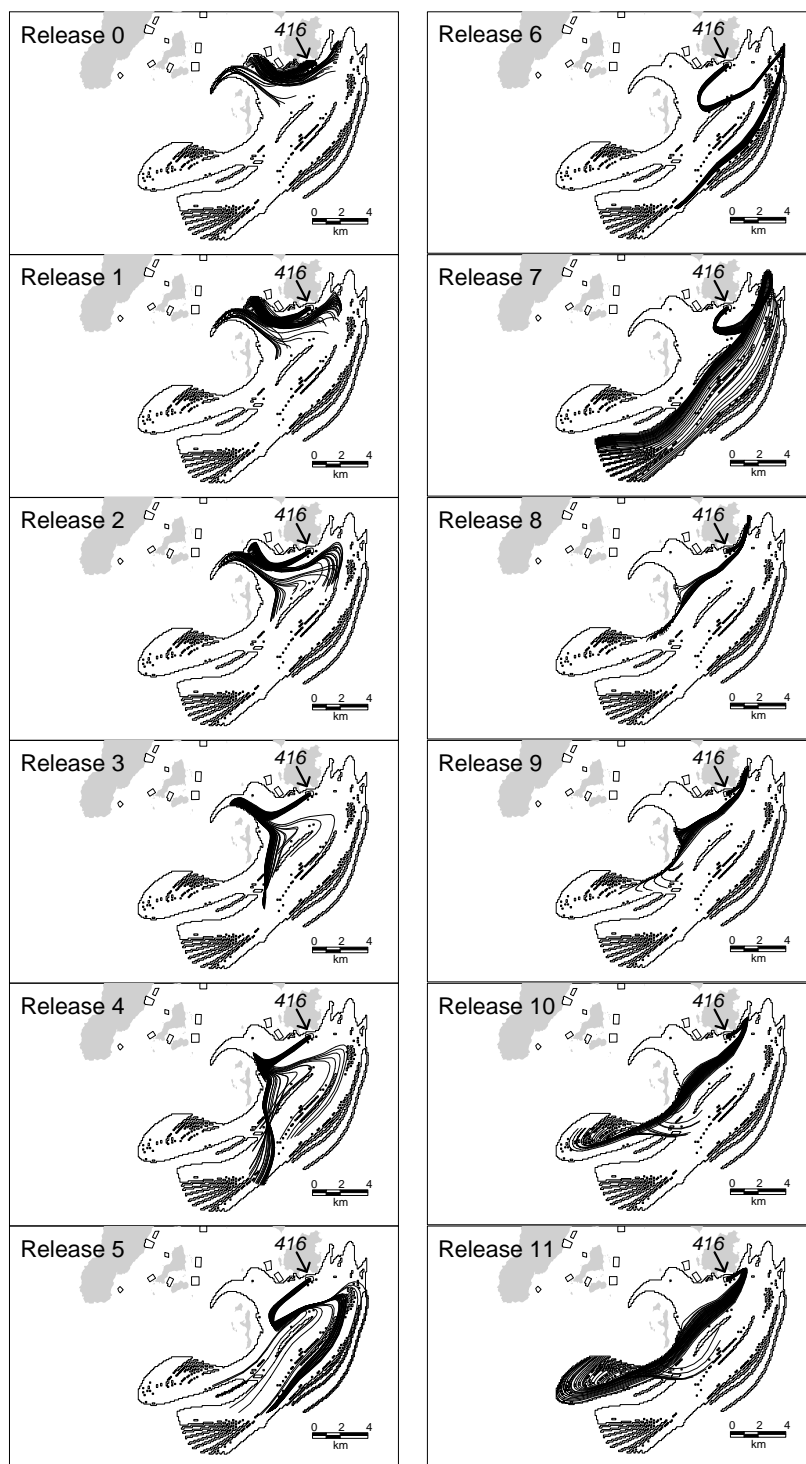 Release 0
416
0 2 4
km
Release 1
416
0 2 4
km
Release 2
416
0 2 4
km
Release 3
416
0 2 4
km
Release 4
416
0 2 4
km
Release 5
416
0 2 4
km
Release 6
416
0 2 4
km
Release 7
416
0 2 4
km
Release 8
416
0 2 4
km
Release 9
416
0 2 4
km
Release 10
416
0 2 4
km
Release 11
416
0 2 4
km